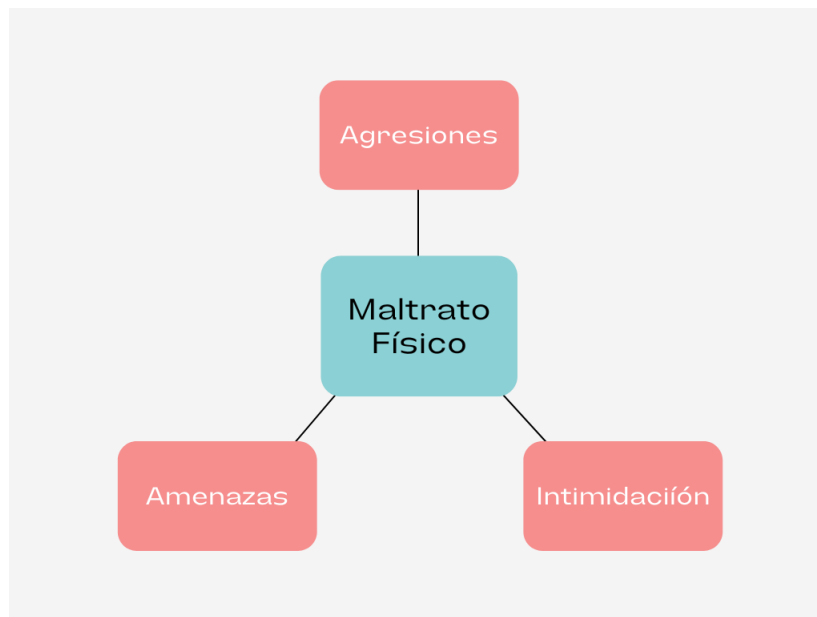 Agresiones
Maltrato
Físico
Amenazas
Intimidaciíón